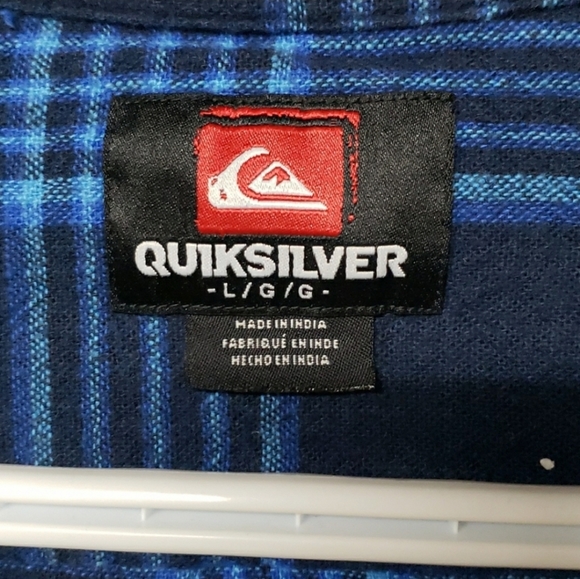 QUIKSILVER
- L / G / G -
MADE IN INDIA
FABRIQUÉ EN INDE
HECHO EN INDIA